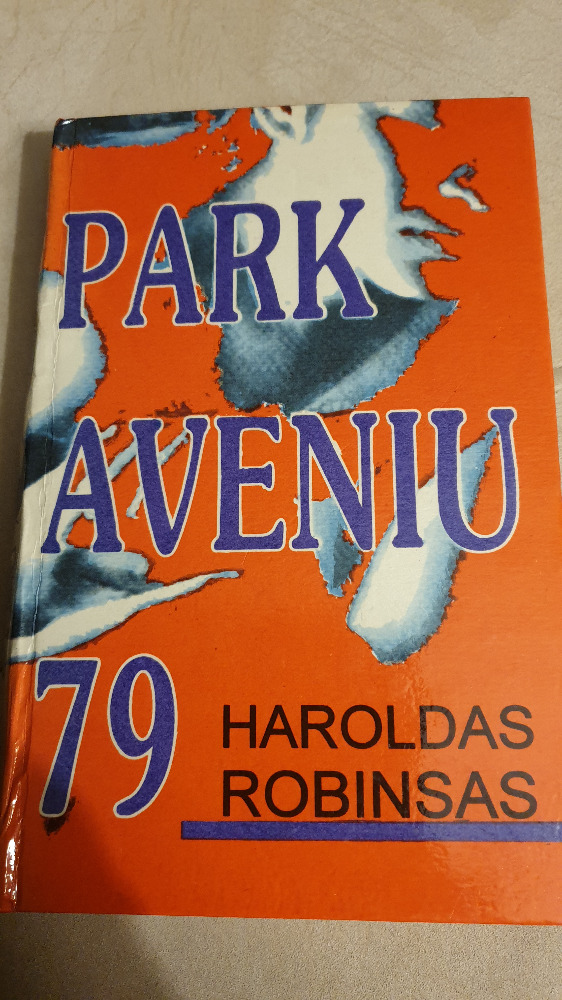 PARK
AVENIU
79
HAROLDAS
ROBINSAS